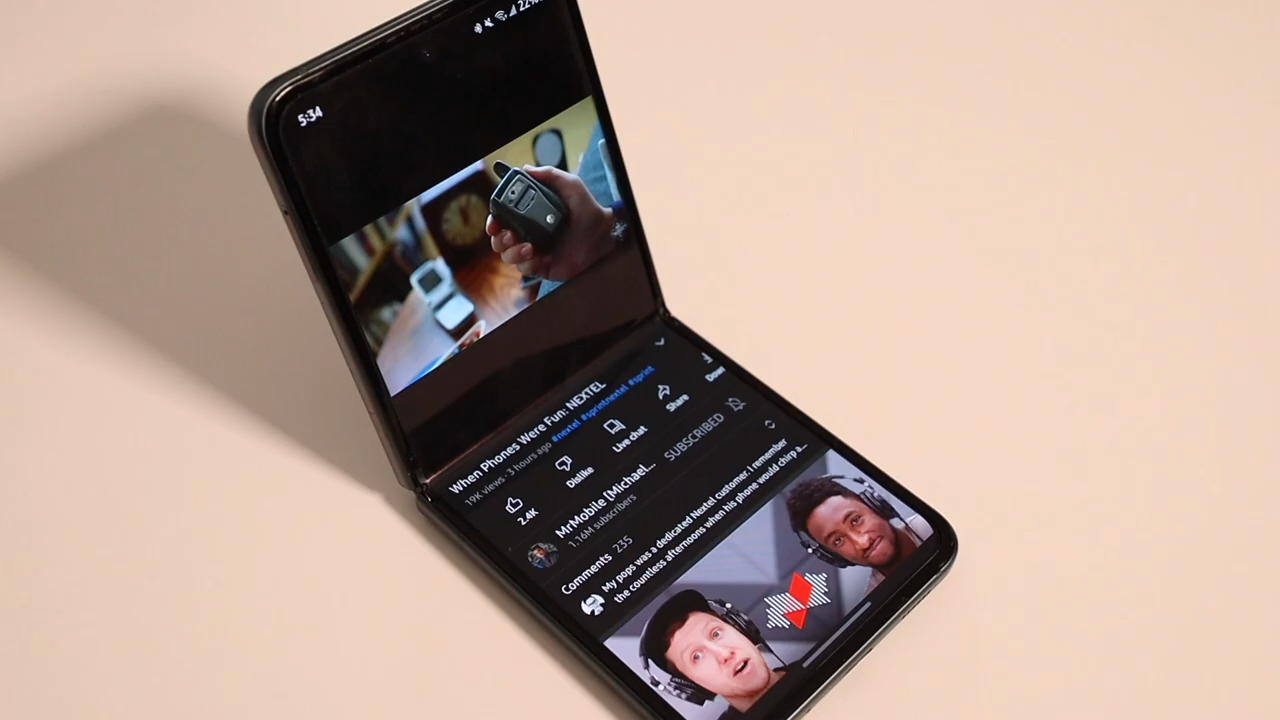 5:34
22%
When Phones Were Fun: NEXTEL
19K views · 3 hours ago #nextel #sprintnextel #sprint
2.4K
Dislike
Live chat
Share
MrMobile [Michael...
1.16M subscribers
SUBSCRIBED
Comments 235
My pops was a dedicated Nextel customer. I remember
the countless afternoons when his phone would chirp a...